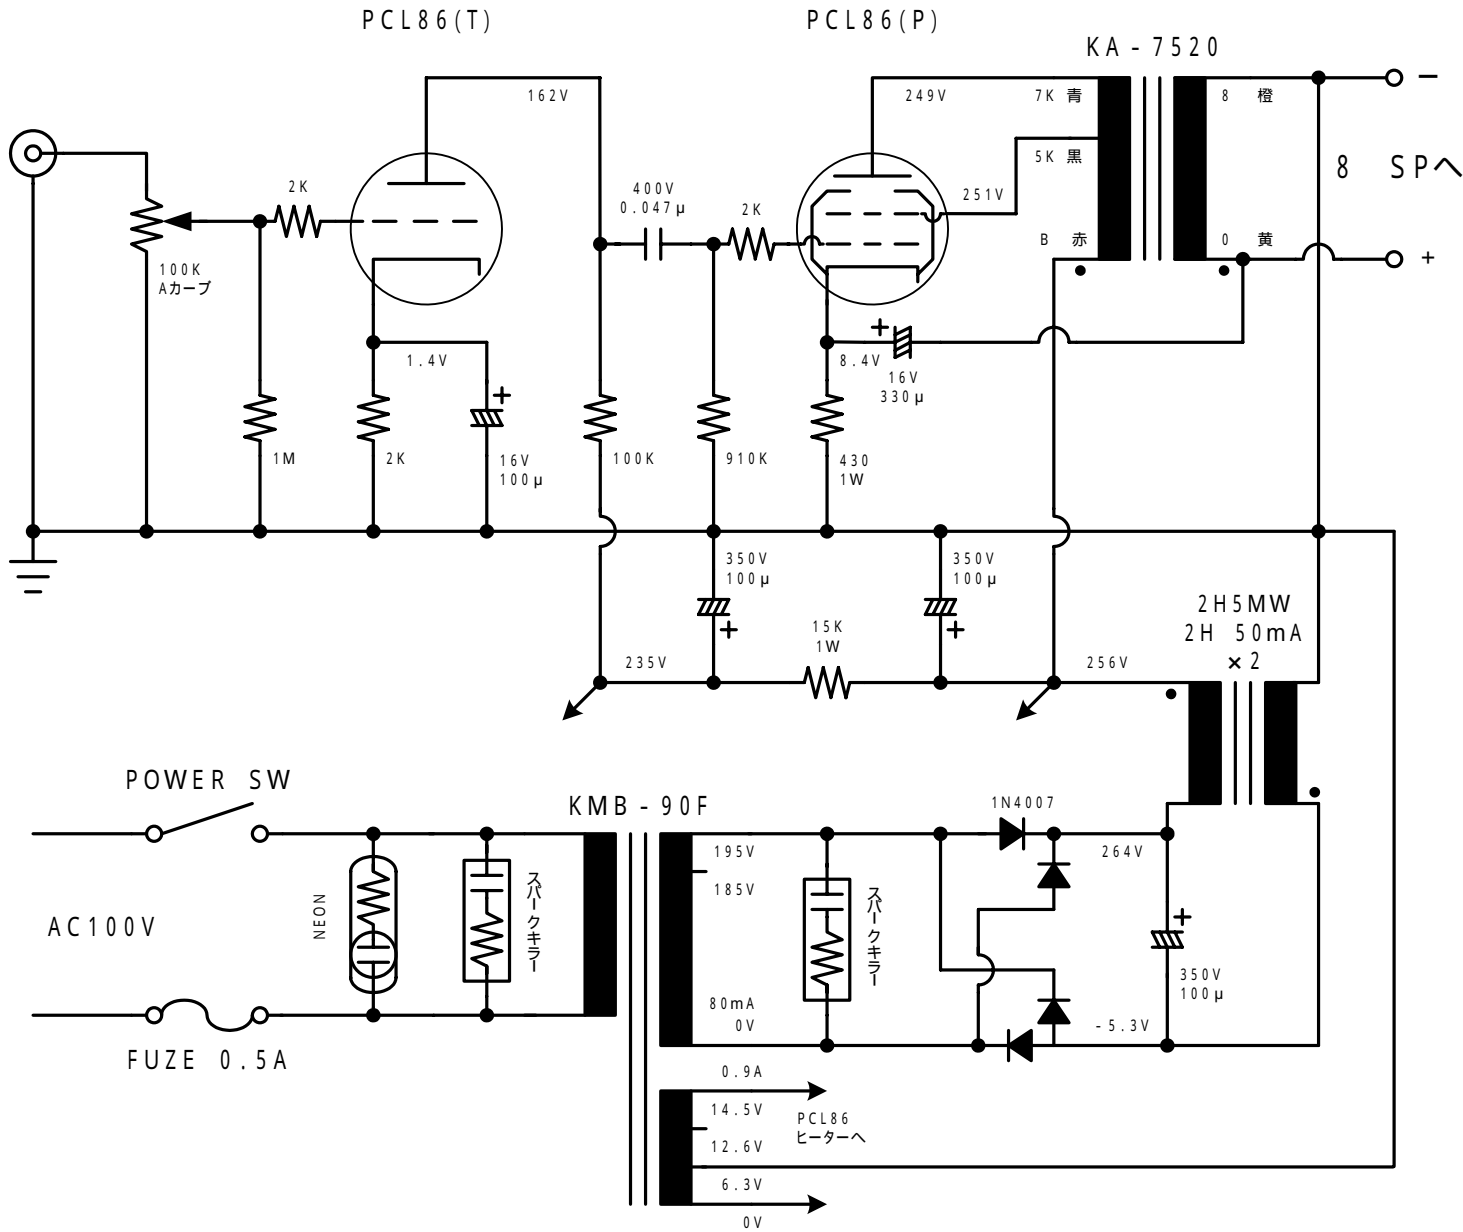 PCL86(T)
PCL86(P)
KA-7520
162V
249V
7K 青
8 橙
5K 黒
8 SPへ
2K
400V
0.047μ
2K
251V
B 赤
0 黄
100K
Aカーブ
1.4V
8.4V
16V
330μ
1M
2K
16V
100μ
100K
910K
430
1W
350V
100μ
350V
100μ
2H5MW
2H 50mA
×2
15K
1W
235V
256V
POWER SW
KMB-90F
1N4007
195V
264V
185V
AC100V
NEON
スパークキラー
スパークキラー
350V
100μ
80mA
0V
-5.3V
FUZE 0.5A
0.9A
14.5V
PCL86
ヒーターへ
12.6V
6.3V
0V